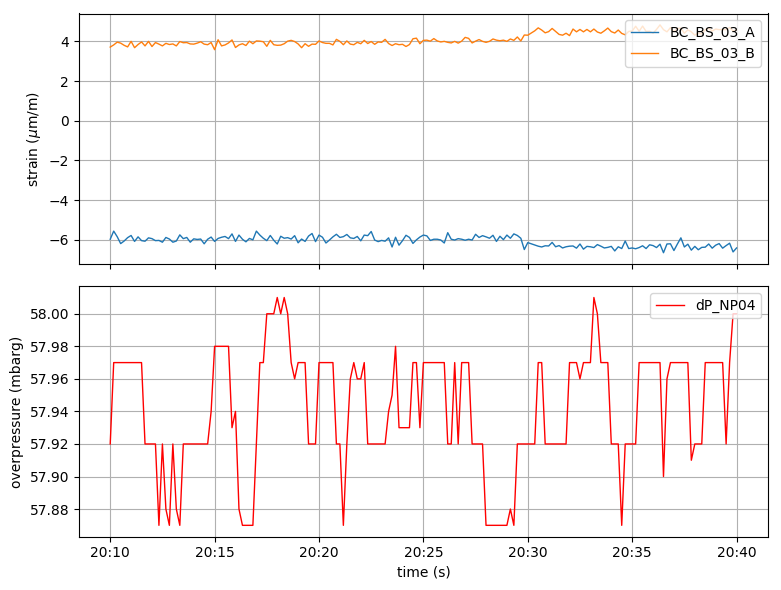 4
2
0
−2
−4
−6
strain (μm/m)
BC_BS_03_A
BC_BS_03_B
58.00
57.98
57.96
57.94
57.92
57.90
57.88
overpressure (mbarg)
dP_NP04
20:10 20:15 20:20 20:25 20:30 20:35 20:40
time (s)